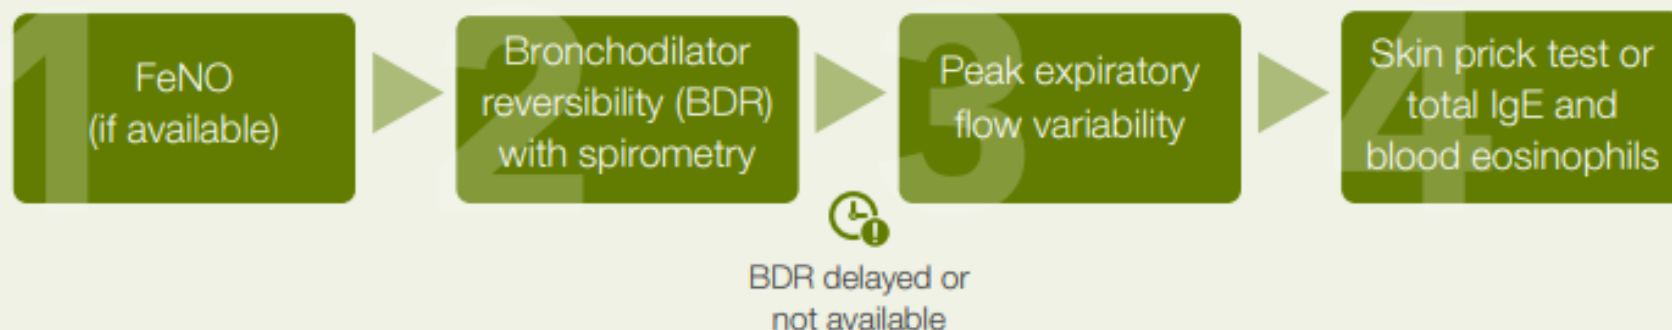 1
FeNO
(if available)
2
Bronchodilator
reversibility (BDR)
with spirometry
3
Peak expiratory
flow variability
4
Skin prick test or
total IgE and
blood eosinophils
BDR delayed or
not available